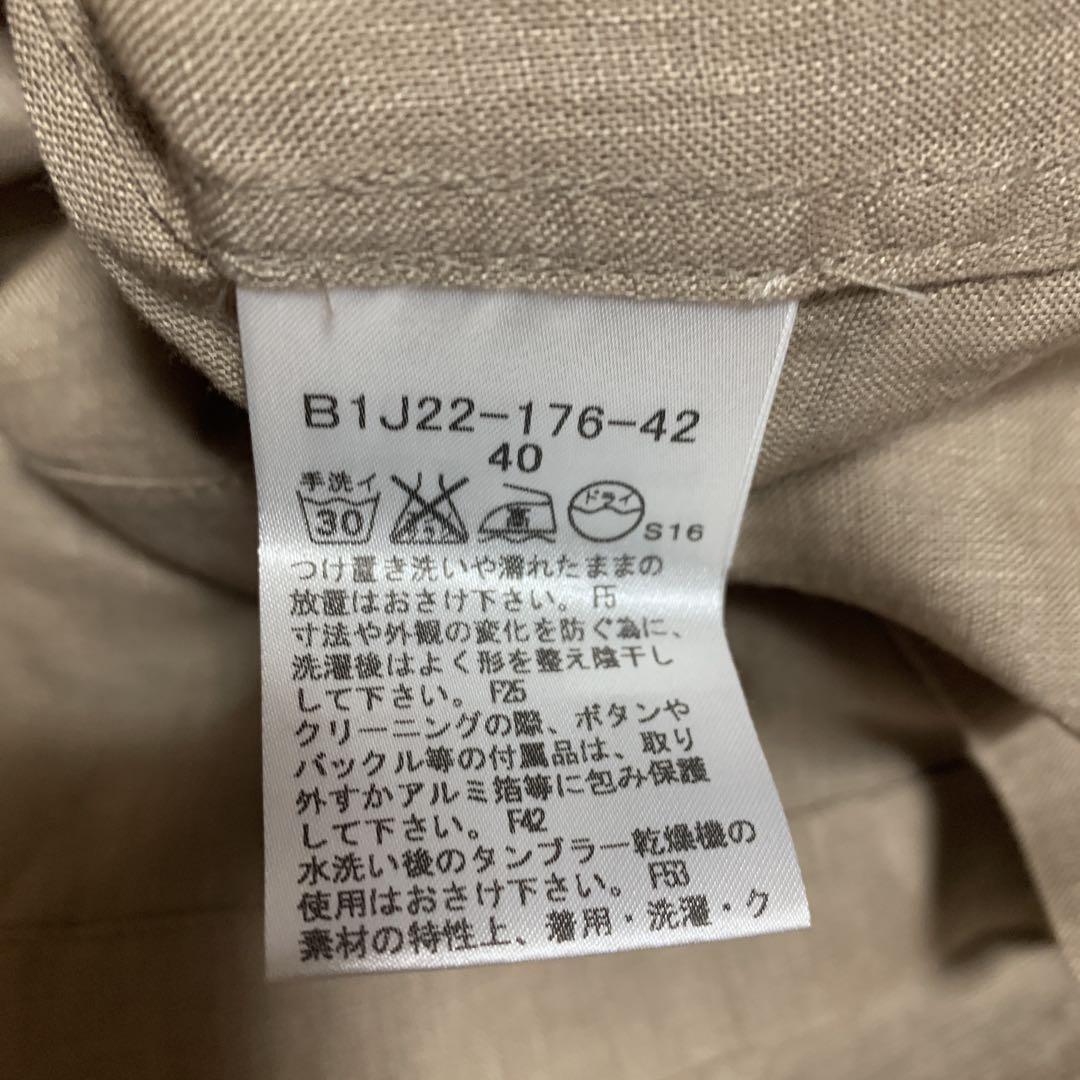 B1J22-176-42
40
手洗イ
30 エンソサラシ 高 ドライ S16
つけ置き洗いや濡れたままの
放置はおさけ下さい。F5
寸法や外観の変化を防ぐ為に、
洗濯後はよく形を整え陰干し
して下さい。F25
クリーニングの際、ボタンや
バックル等の付属品は、取り
外すかアルミ箔等に包み保護
して下さい。F42
水洗い後のタンブラー乾燥機の
使用はおさけ下さい。F53
素材の特性上、着用・洗濯・ク